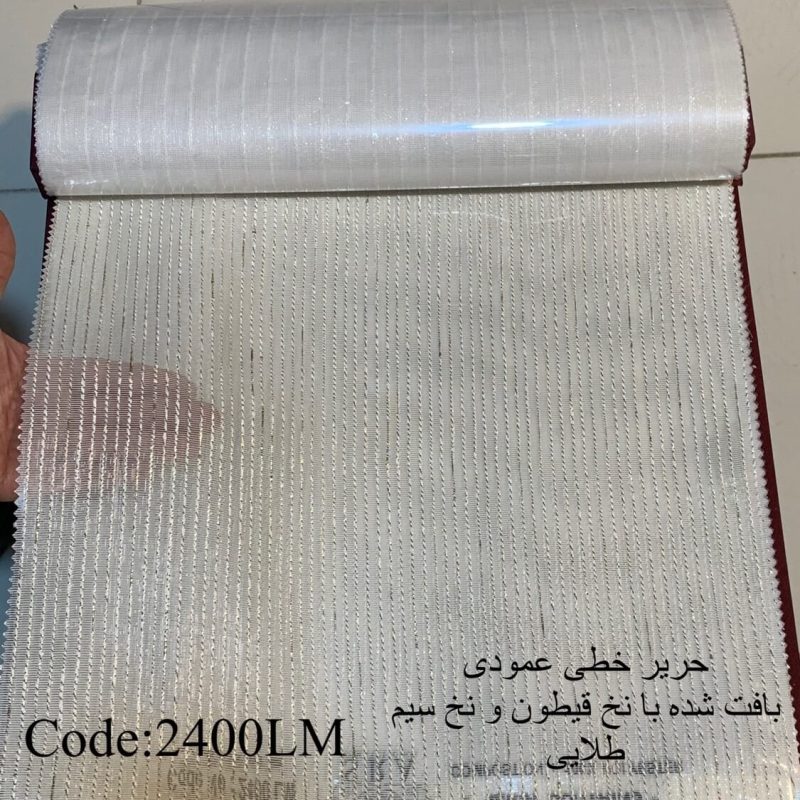 حریر خطی عمودی
بافت شده با نخ قیطون و نخ سیم
طلایی
Code:2400LM